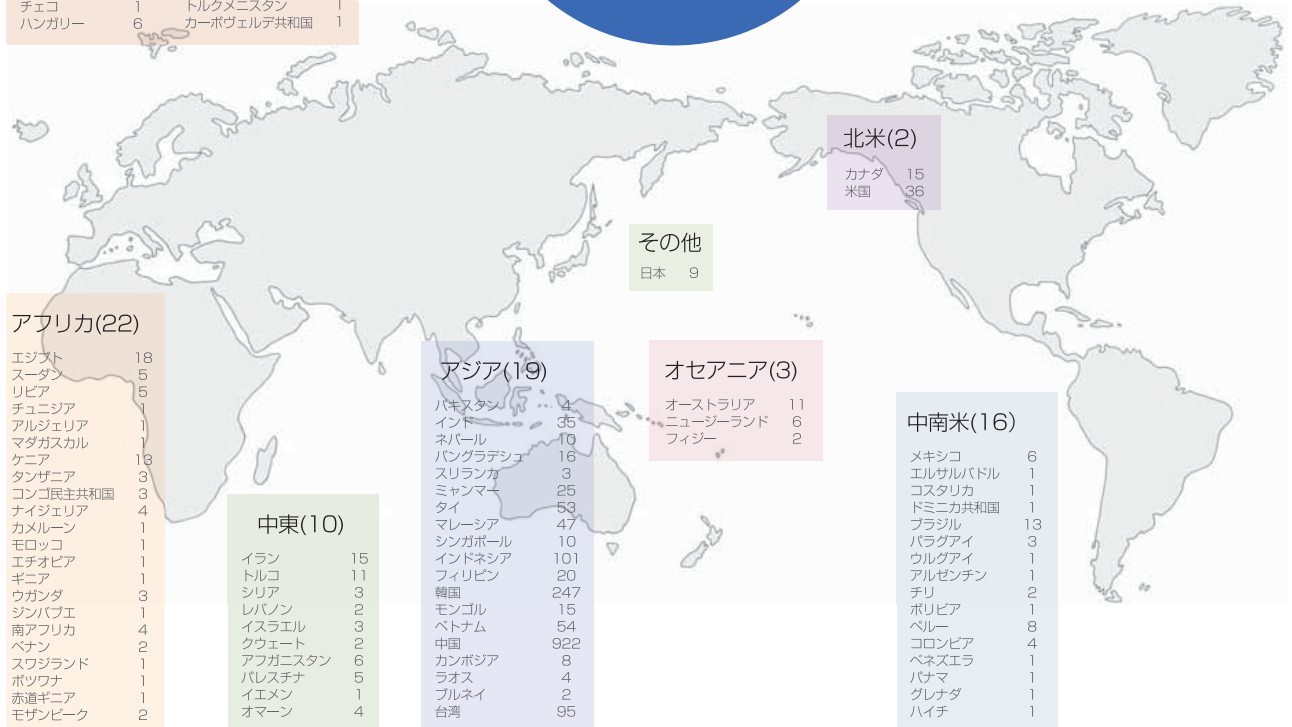 チェコ 1 トルクメニスタン 1
ハンガリー 6 カーボヴェルデ共和国 1
北米(2)
カナダ 15
米国 36
その他
日本 9
アフリカ(22)
エジプト 18
スーダン 5
リビア 5
チュニジア 1
アルジェリア 1
マダガスカル 1
ケニア 13
タンザニア 3
コンゴ民主共和国 3
ナイジェリア 4
カメルーン 1
モロッコ 1
エチオピア 1
ギニア 1
ウガンダ 3
ジンバブエ 1
南アフリカ 4
ベナン 2
スワジランド 1
ボツワナ 1
赤道ギニア 1
モザンビーク 2
中東(10)
イラン 15
トルコ 11
シリア 3
レバノン 2
イスラエル 3
クウェート 2
アフガニスタン 6
パレスチナ 5
イエメン 1
オマーン 4
アジア(19)
パキスタン 4
インド 35
ネパール 10
バングラデシュ 16
スリランカ 3
ミャンマー 25
タイ 53
マレーシア 47
シンガポール 10
インドネシア 101
フィリピン 20
韓国 247
モンゴル 15
ベトナム 54
中国 922
カンボジア 8
ラオス 4
ブルネイ 2
台湾 95
オセアニア(3)
オーストラリア 11
ニュージーランド 6
フィジー 2
中南米(16)
メキシコ 6
エルサルバドル 1
コスタリカ 1
ドミニカ共和国 1
ブラジル 13
パラグアイ 3
ウルグアイ 1
アルゼンチン 1
チリ 2
ボリビア 1
ペルー 8
コロンビア 4
ベネズエラ 1
パナマ 1
グレナダ 1
ハイチ 1